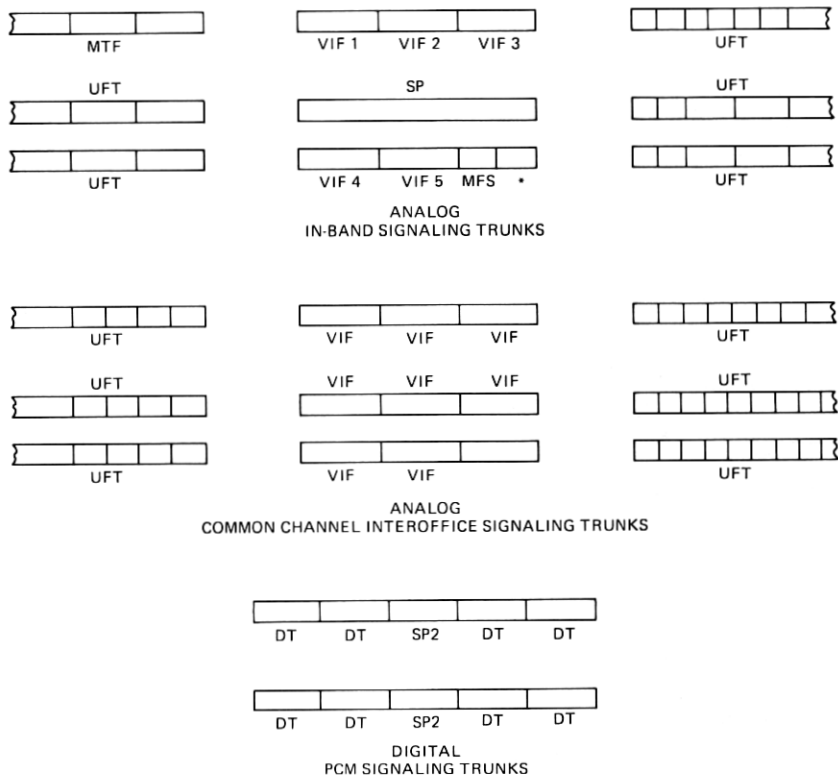 MTF VIF 1 VIF 2 VIF 3 UFT
UFT SP UFT
UFT VIF 4 VIF 5 MFS • UFT
ANALOG
IN-BAND SIGNALING TRUNKS
UFT VIF VIF VIF UFT
UFT VIF VIF VIF UFT
UFT VIF VIF UFT
ANALOG
COMMON CHANNEL INTEROFFICE SIGNALING TRUNKS
DT DT SP2 DT DT
DT DT SP2 DT DT
DIGITAL
PCM SIGNALING TRUNKS